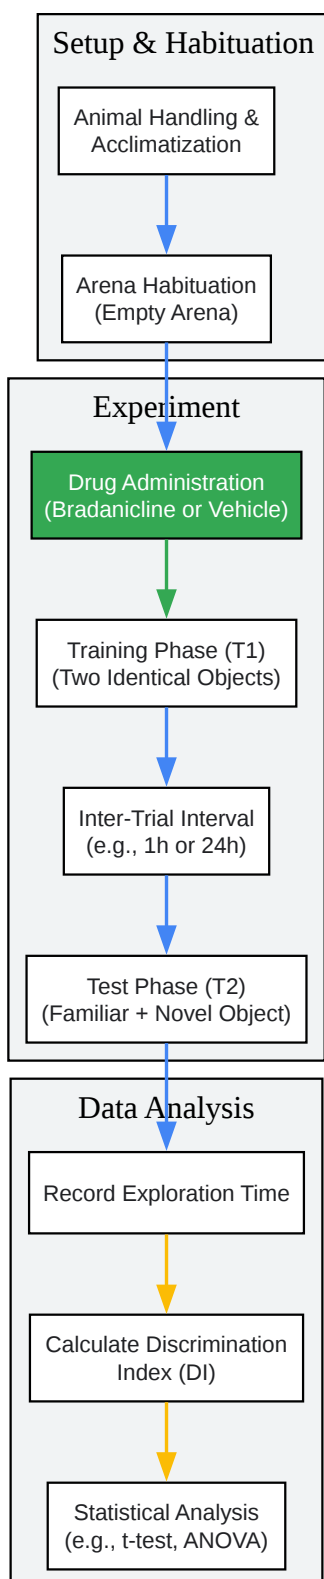 Setup & Habituation
Animal Handling &
Acclimatization
Arena Habituation
(Empty Arena)
Experiment
Drug Administration
(Bradanicline or Vehicle)
Training Phase (T1)
(Two Identical Objects)
Inter-Trial Interval
(e.g., 1h or 24h)
Test Phase (T2)
(Familiar + Novel Object)
Data Analysis
Record Exploration Time
Calculate Discrimination
Index (DI)
Statistical Analysis
(e.g., t-test, ANOVA)